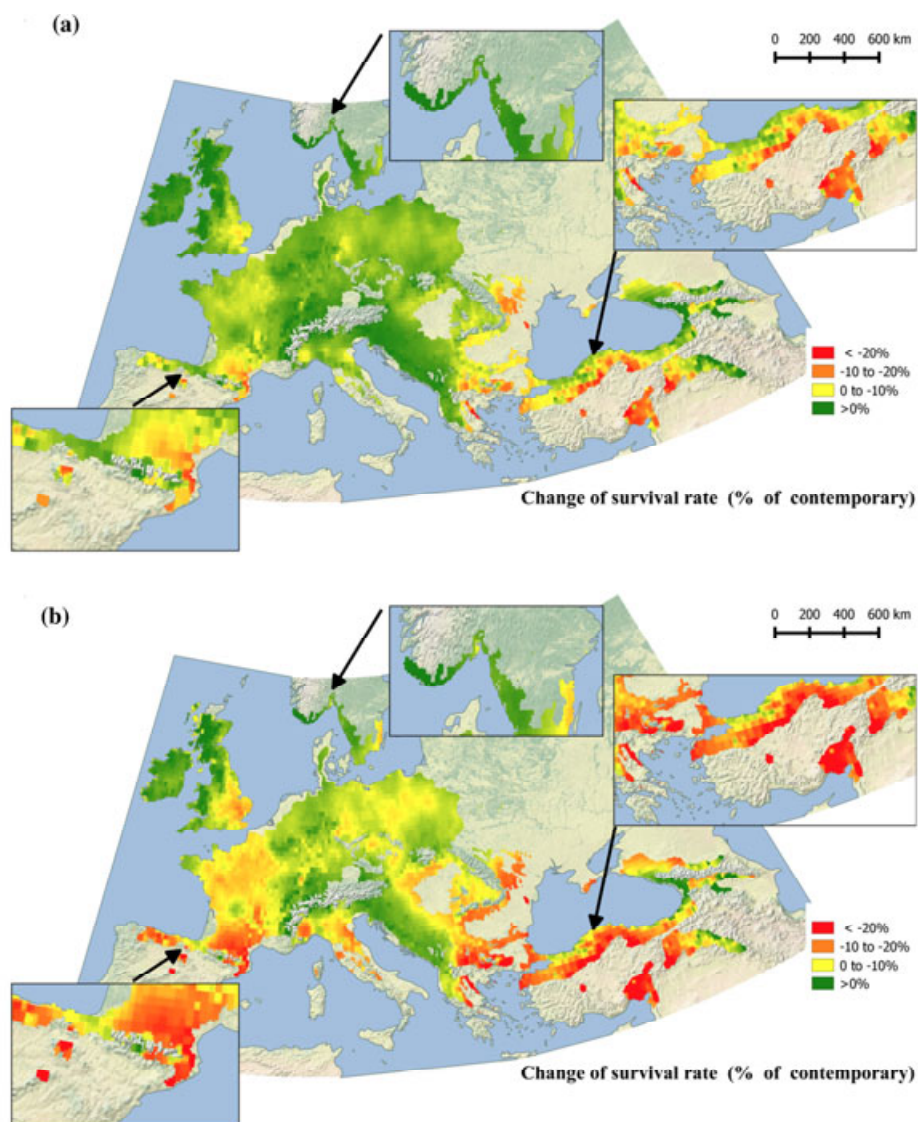 (a)
0 200 400 600 km
< -20%
-10 to -20%
0 to -10%
>0%
Change of survival rate (% of contemporary)
(b)
0 200 400 600 km
< -20%
-10 to -20%
0 to -10%
>0%
Change of survival rate (% of contemporary)